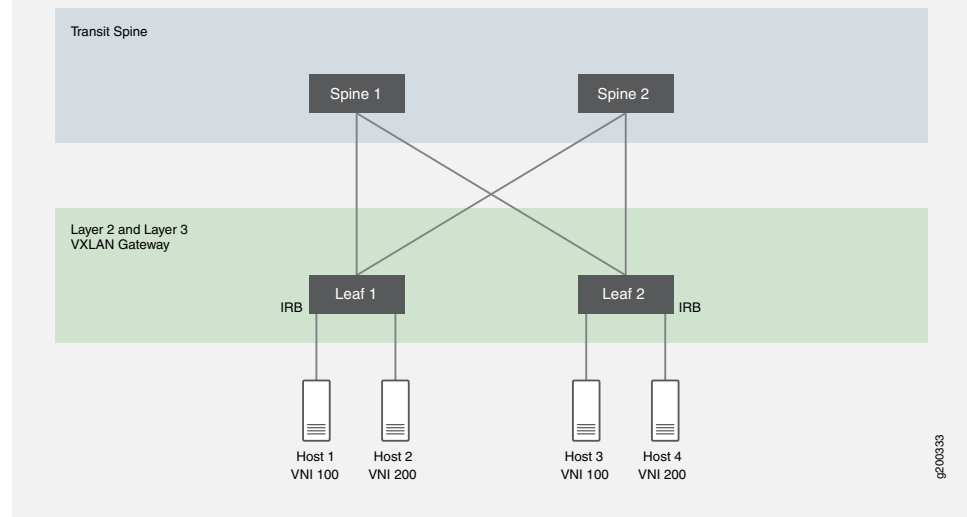 Transit Spine
Spine 1
Spine 2
Layer 2 and Layer 3
VXLAN Gateway
Leaf 1
Leaf 2
IRB
IRB
Host 1
VNI 100
Host 2
VNI 200
Host 3
VNI 100
Host 4
VNI 200
g200333